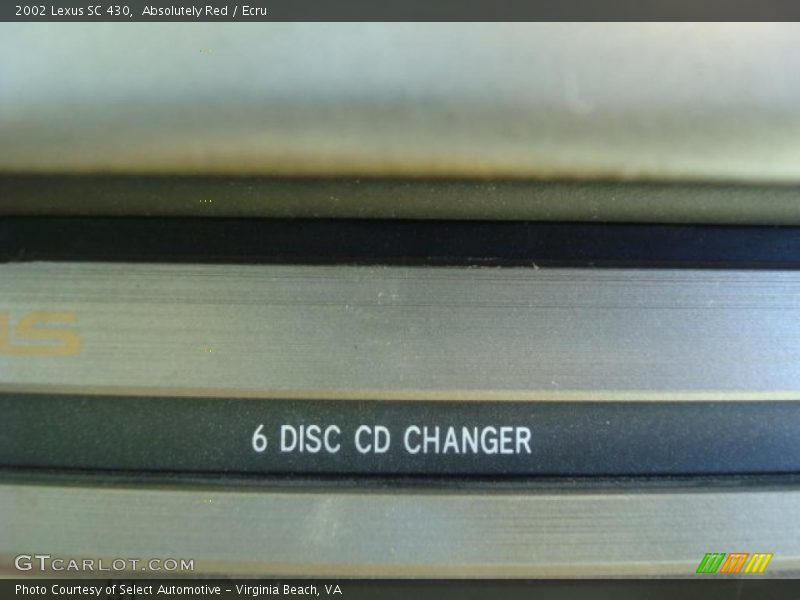 2002 Lexus SC 430,  Absolutely Red / Ecru
6 DISC CD CHANGER
GTCARLOT.COM
Photo Courtesy of Select Automotive - Virginia Beach, VA